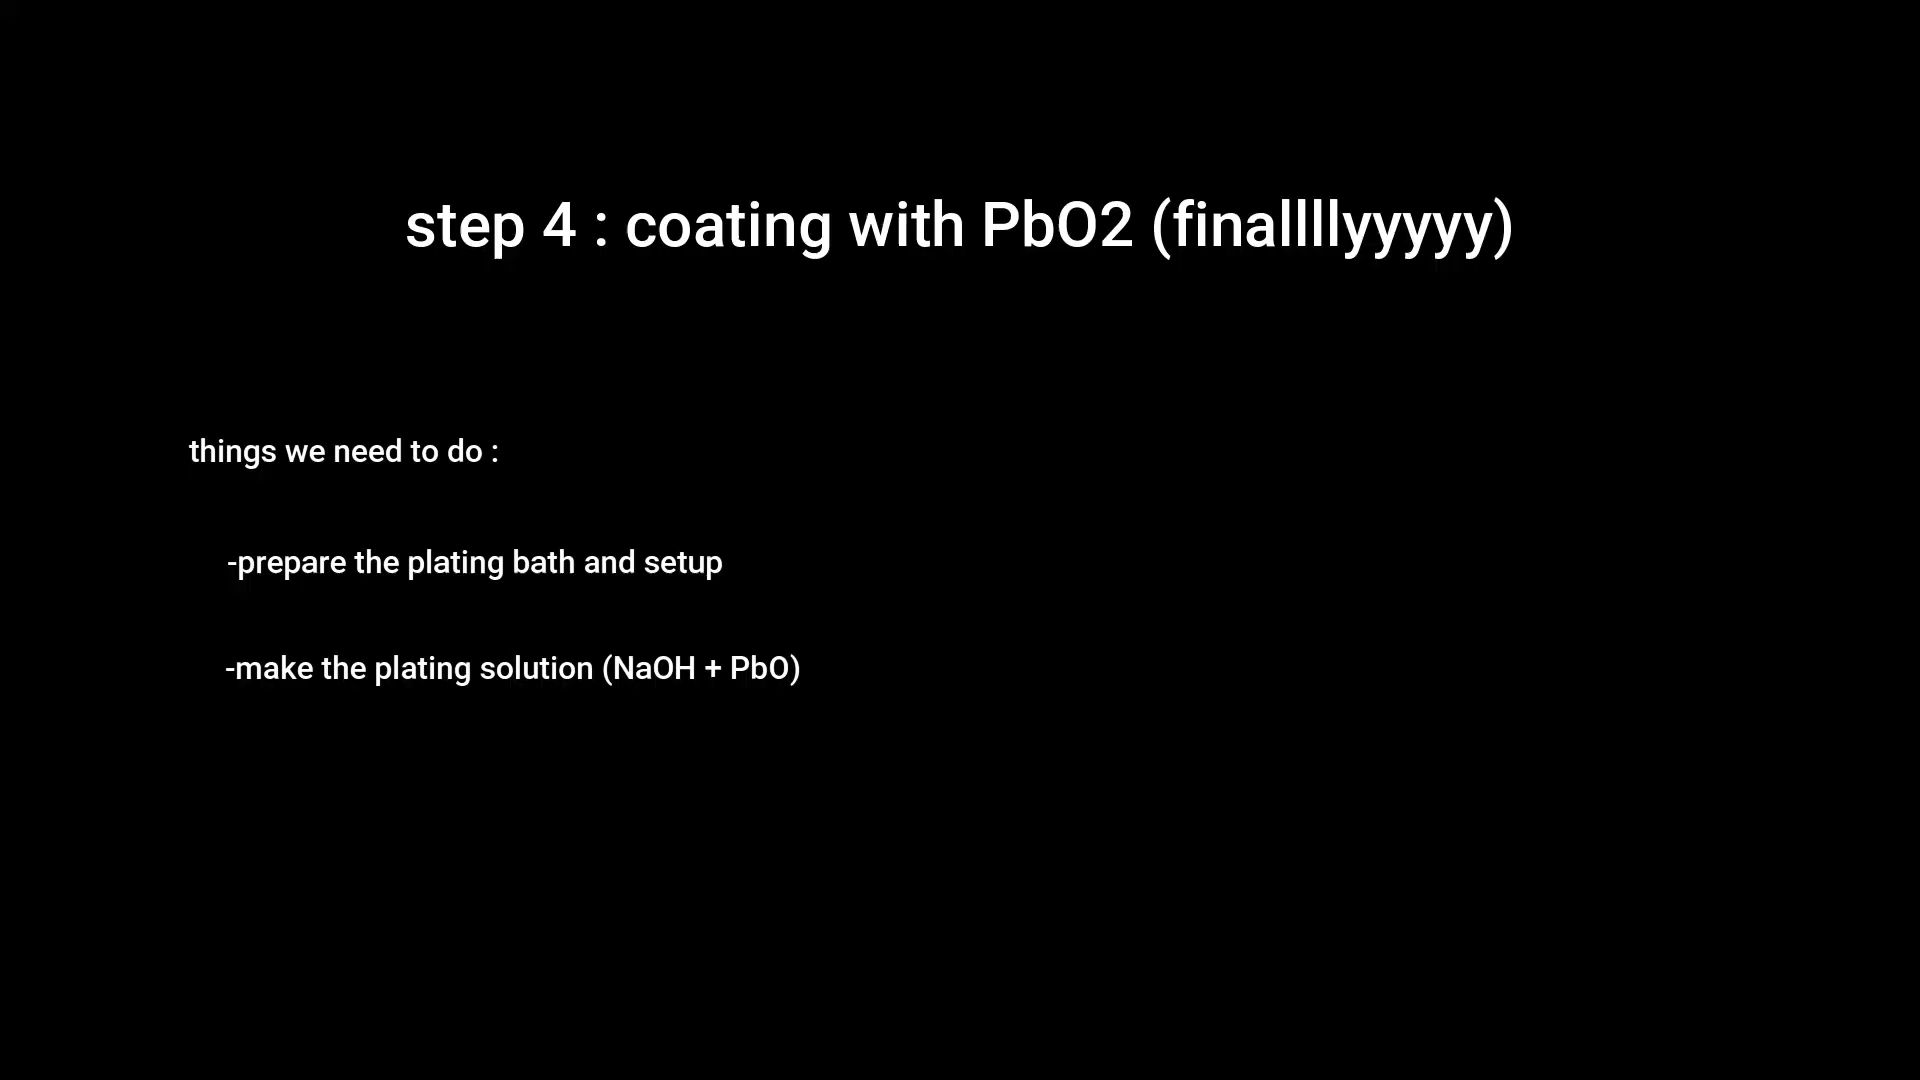 step 4 : coating with PbO2 (finallllyyyyy)
things we need to do :
-prepare the plating bath and setup
-make the plating solution (NaOH + PbO)